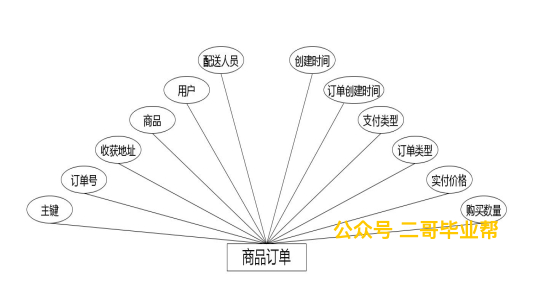 配送人员
创建时间
用户
订单创建时间
商品
支付类型
收获地址
订单类型
订单号
实付价格
主键
购买数量
公众号 二哥毕业帮
商品订单